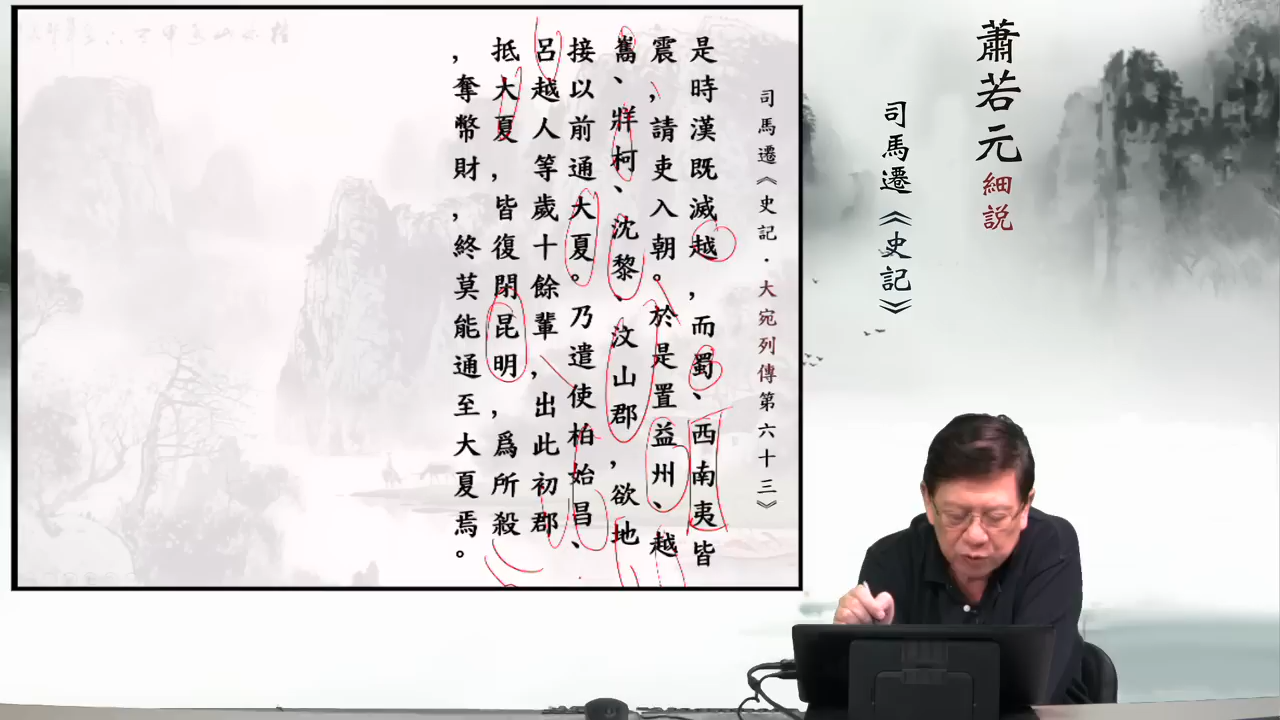 蕭若元細説
司馬遷《史記》
司馬遷《史記．大宛列傳第六十三》
是時漢既滅越，而蜀、西南夷皆
震，請吏入朝。於是置益州、越
嶲、牂柯、沈黎、汶山郡，欲地
接以前通大夏。乃遣使柏始昌、
呂越人等歲十餘輩，出此初郡
抵大夏，皆復閉昆明，爲所殺
，奪幣財，終莫能通至大夏焉。